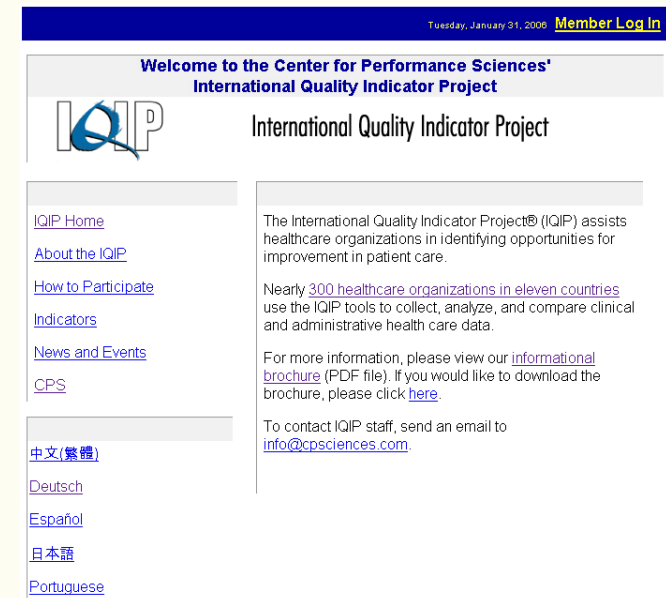 Tuesday, January 31, 2006 Member Log In
Welcome to the Center for Performance Sciences'
International Quality Indicator Project
IQIP
International Quality Indicator Project
IQIP Home
About the IQIP
How to Participate
Indicators
News and Events
CPS
中文(繁體)
Deutsch
Español
日本語
Portuguese
The International Quality Indicator Project® (IQIP) assists
healthcare organizations in identifying opportunities for
improvement in patient care.
Nearly 300 healthcare organizations in eleven countries
use the IQIP tools to collect, analyze, and compare clinical
and administrative health care data.
For more information, please view our informational
brochure (PDF file). If you would like to download the
brochure, please click here.
To contact IQIP staff, send an email to
info@cpsciences.com.